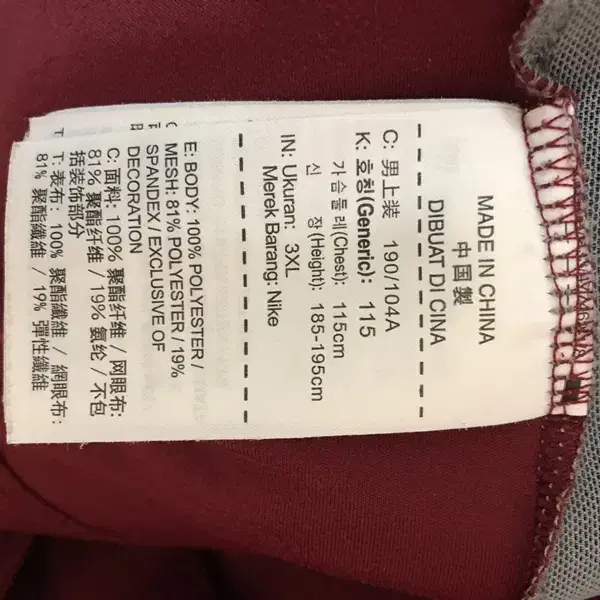 MADE IN CHINA
中国製
DIBUAT DI CINA
C: 男上装 190/104A
K: 호칭(Generic): 115
가슴둘레(Chest): 115cm
신 장(Height): 185-195cm
IN: Ukuran: 3XL
Merek Barang: Nike
E: BODY: 100% POLYESTER /
MESH: 81% POLYESTER / 19%
SPANDEX / EXCLUSIVE OF
DECORATION
C: 面料: 100% 聚酯纤维 / 网眼布:
81% 聚酯纤维 / 19% 氨纶 / 不包
括装饰部分
T: 表布: 100% 聚酯纖維 / 網眼布:
81% 聚酯纖維 / 19% 彈性纖維